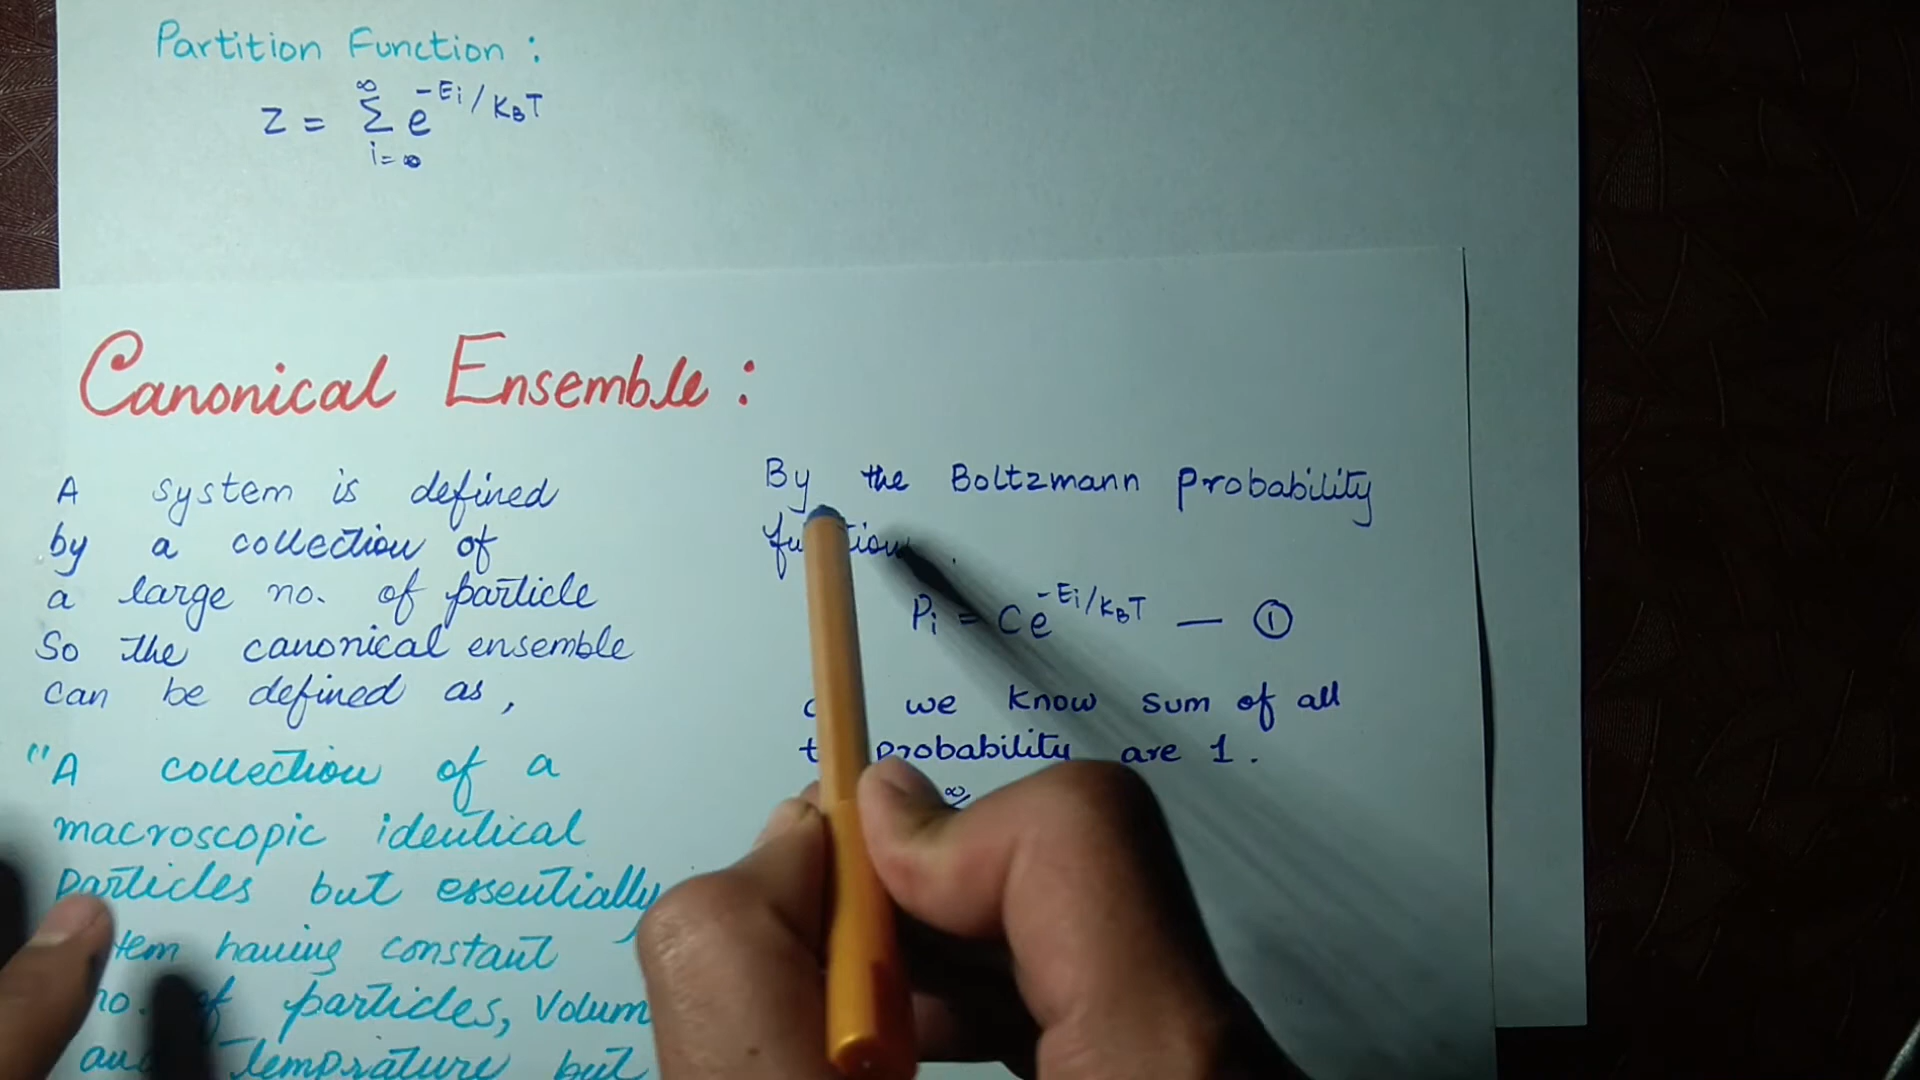 Partition Function :
Z = ∞ Σ i=∞ e^-Ei/KBT
Canonical Ensemble :
A system is defined
by a collection of
a large no. of particle
So the canonical ensemble
can be defined as ,
"A collection of a
macroscopic identical
particles but essentially
having constant
of particles, Volum
Temprature but
By the Boltzmann Probability
Pi = Ce^-Ei/KBT — ①
we know sum of all
probability are 1 .
∞